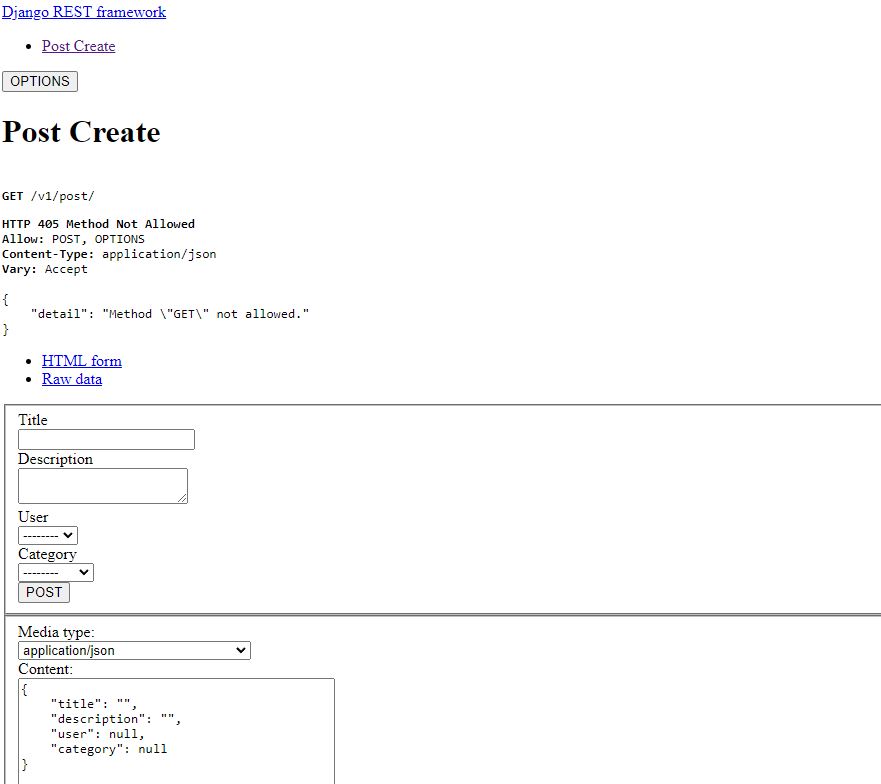 Django REST framework
Post Create
OPTIONS
Post Create
GET /v1/post/
HTTP 405 Method Not Allowed
Allow: POST, OPTIONS
Content-Type: application/json
Vary: Accept
{
    "detail": "Method \"GET\" not allowed."
}
HTML form
Raw data
Title
Description
User
--------
Category
--------
POST
Media type:
application/json
Content:
{
    "title": "",
    "description": "",
    "user": null,
    "category": null
}